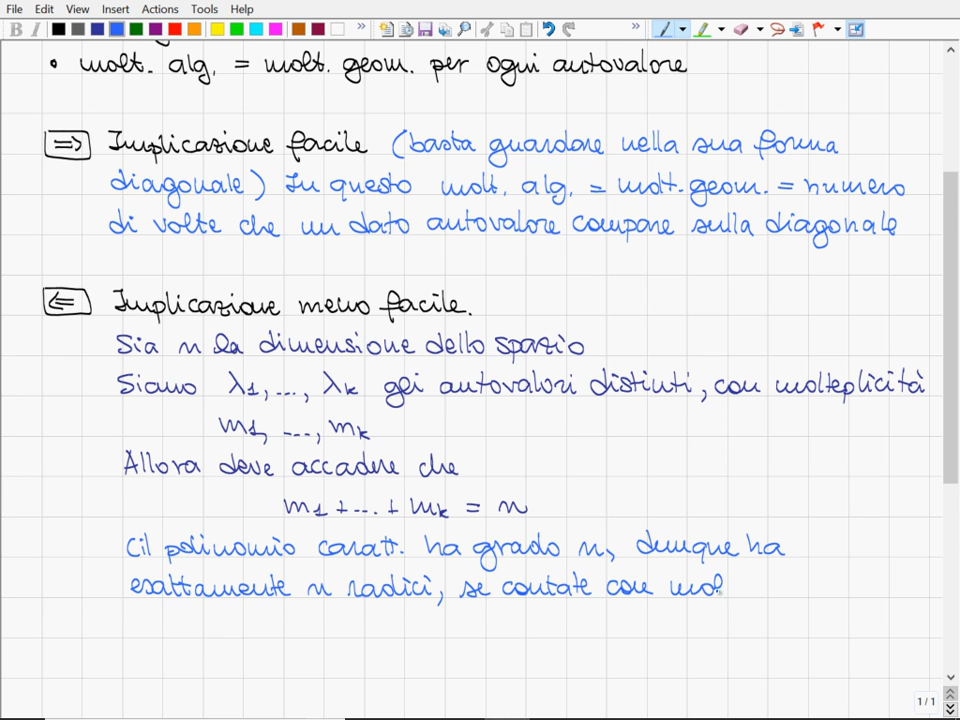 File Edit View Insert Actions Tools Help
B I » »
• molt. alg. = molt. geom. per ogni autovalore
⇒ Implicazione facile (basta guardare nella sua forma
diagonale) In questo molt. alg. = molt. geom. = numero
di volte che un dato autovalore compare sulla diagonale
⇐ Implicazione meno facile.
Sia n la dimensione dello spazio
Siano λ1, ..., λk gli autovalori distinti, con molteplicità
m1, ..., mk
Allora deve accadere che
m1 + ... + mk = n
(il polinomio caratt. ha grado n, dunque ha
esattamente n radici, se contate con mol
1 / 1